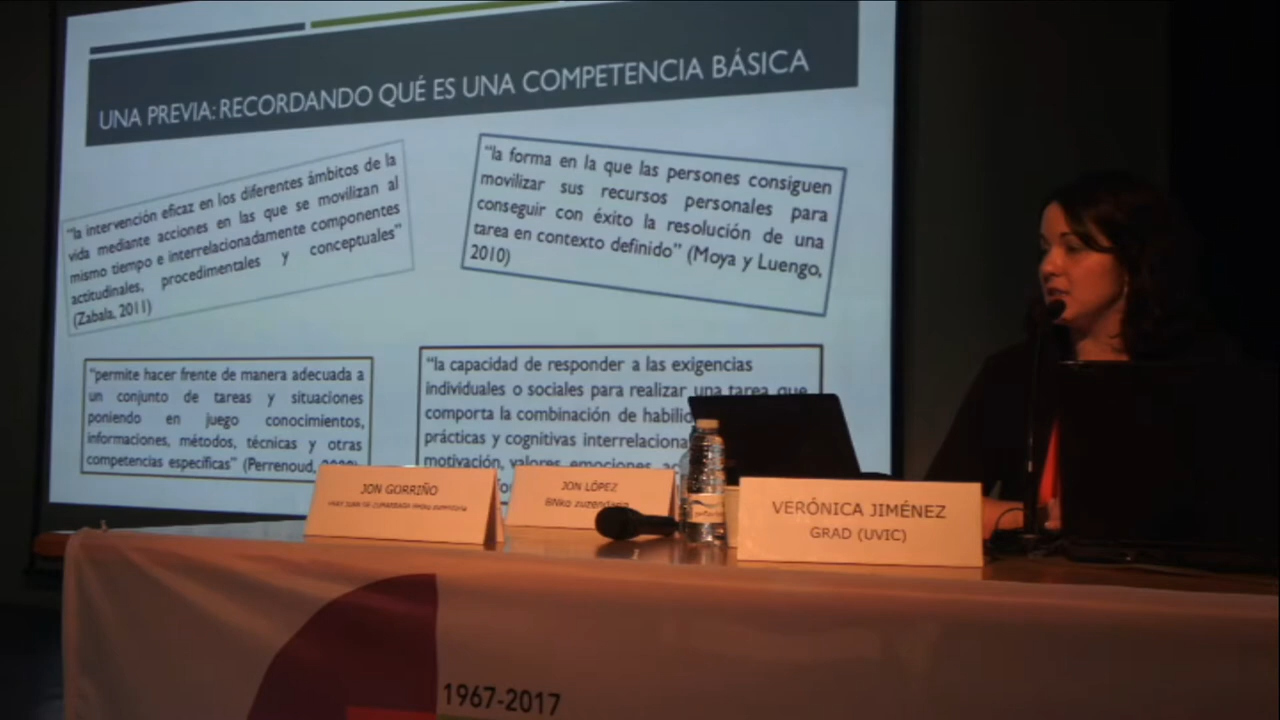 UNA PREVIA: RECORDANDO QUÉ ES UNA COMPETENCIA BÁSICA
“la intervención eficaz en los diferentes ámbitos de la
vida mediante acciones en las que se movilizan al
mismo tiempo e interrelacionadamente componentes
actitudinales, procedimentales y conceptuales”
(Zabala, 2011)
“la forma en la que las personas consiguen
movilizar sus recursos personales para
conseguir con éxito la resolución de una
tarea en contexto definido” (Moya y Luengo,
2010)
“permite hacer frente de manera adecuada a
un conjunto de tareas y situaciones
poniendo en juego conocimientos,
informaciones, métodos, técnicas y otras
competencias específicas” (Perrenoud,
“la capacidad de responder a las exigencias
individuales o sociales para realizar una tarea que
comporta la combinación de
prácticas y cognitivas
motivación, valores, emociones,
JON GORRIÑO
JON LÓPEZ
BNko zuzendaria
VERÓNICA JIMÉNEZ
GRAD (UVIC)
1967-2017